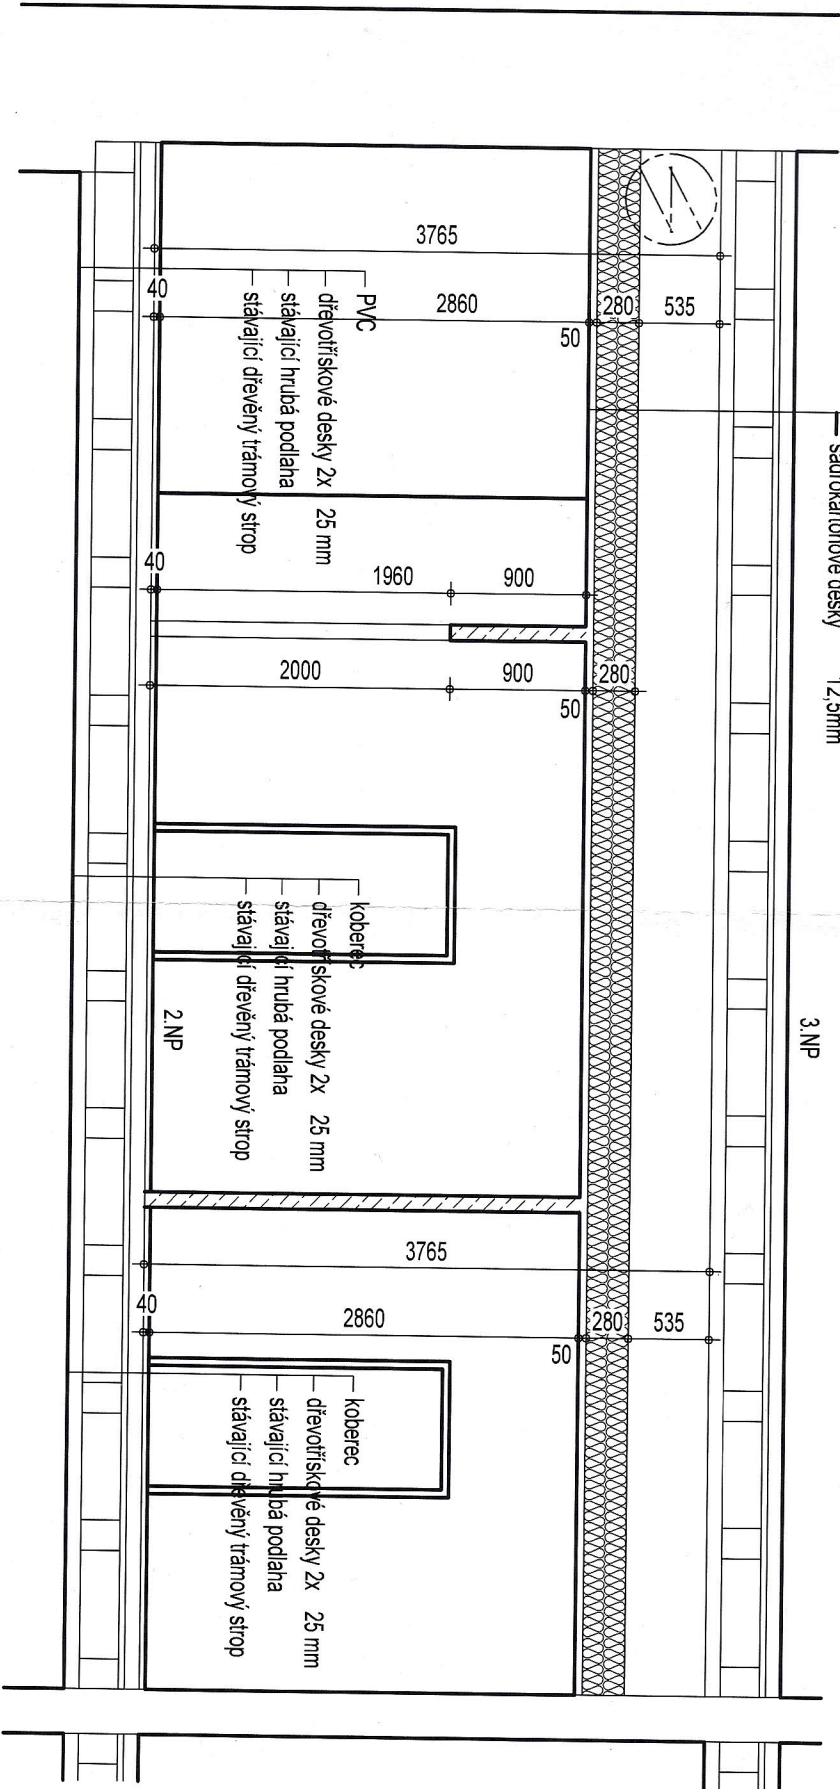 3765
40
2860
50
280
535
PVC
dřevotřískové desky 2x 25 mm
stávající hrubá podlaha
stávající dřevěný trámový strop
sádrokartonové desky 12,5mm
40
1960
900
2000
900
50
280
koberec
dřevotřískové desky 2x 25 mm
stávající hrubá podlaha
stávající dřevěný trámový strop
2.NP
3.NP
3765
40
2860
50
280
535
koberec
dřevotřískové desky 2x 25 mm
stávající hrubá podlaha
stávající dřevěný trámový strop